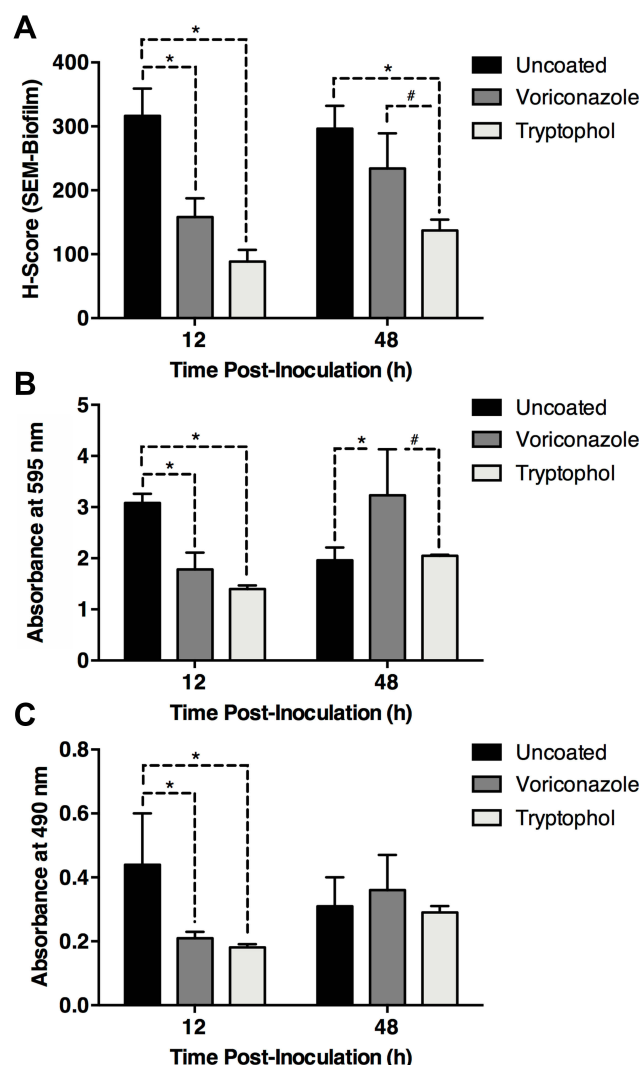 A
* *
400
300
200
100
0
H-Score (SEM-Biofilm)
*
#
12 48
Time Post-Inoculation (h)
Uncoated
Voriconazole
Tryptophol
B
5
4
3
2
1
0
Absorbance at 595 nm
* *
* #
12 48
Time Post-Inoculation (h)
Uncoated
Voriconazole
Tryptophol
C
0.8
0.6
0.4
0.2
0.0
Absorbance at 490 nm
* *
12 48
Time Post-Inoculation (h)
Uncoated
Voriconazole
Tryptophol